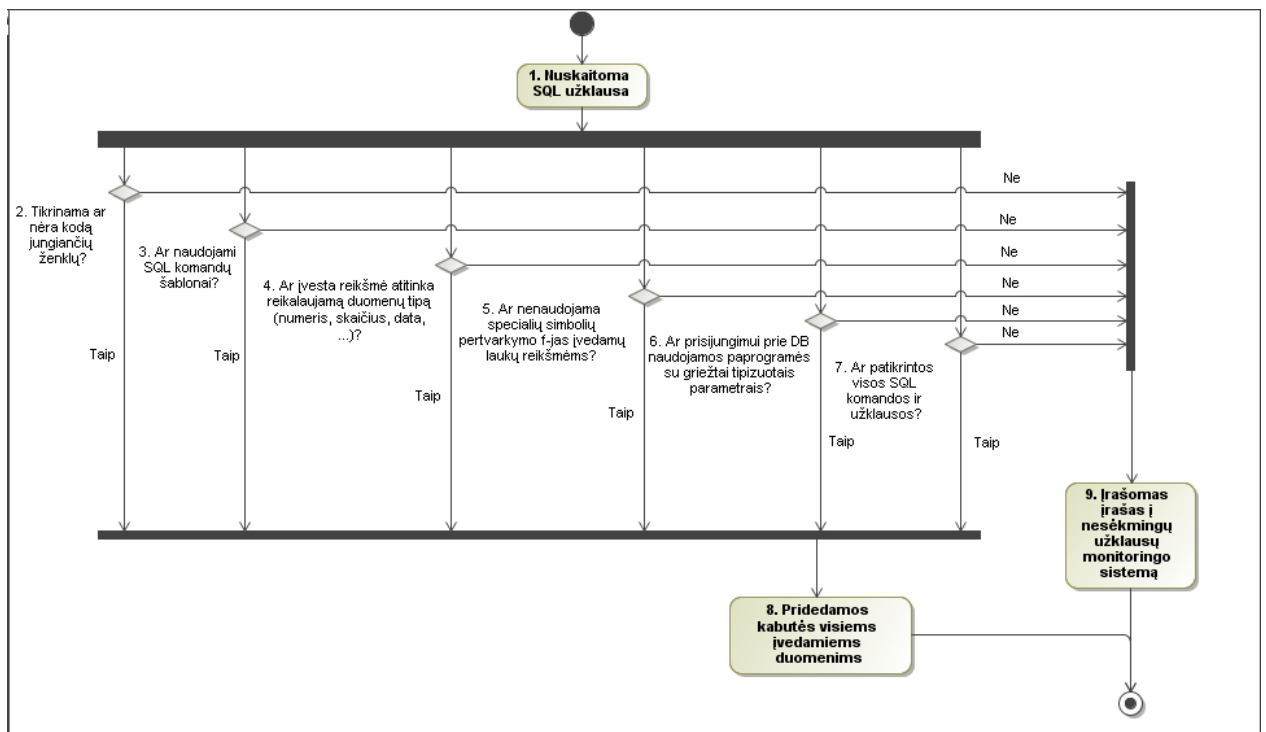 1. Nuskaitoma
SQL užklausa
Ne
2. Tikrinama ar
nėra kodą
jungiančių
ženklų?
Ne
3. Ar naudojami
SQL komandų
šablonai?
Ne
4. Ar įvesta reikšmė atitinka
reikalaujamą duomenų tipą
(numeris, skaičius, data,
...)?
Ne
5. Ar nenaudojama
specialių simbolių
pertvarkymo f-jas įvedamų
laukų reikšmėms?
Ne
6. Ar prisijungimui prie DB
naudojamos paprogramės
su griežtai tipizuotais
parametrais?
Ne
7. Ar patikrintos
visos SQL
komandos ir
užklausos?
Taip
Taip
Taip
Taip
Taip
Taip
9. Įrašomas
įrašas į
nesėkmingų
užklausų
monitoringo
sistemą
8. Pridedamos
kabutės visiems
įvedamiems
duomenims